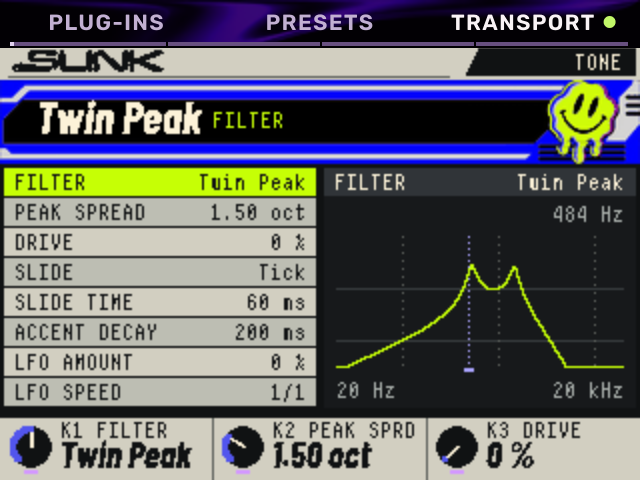 PLUG-INS PRESETS TRANSPORT
SLINK TONE
Twin Peak FILTER
FILTER Twin Peak
PEAK SPREAD 1.50 oct
DRIVE 0 %
SLIDE Tick
SLIDE TIME 60 ms
ACCENT DECAY 200 ms
LFO AMOUNT 0 %
LFO SPEED 1/1
FILTER Twin Peak
484 Hz
20 Hz 20 kHz
K1 FILTER
Twin Peak
K2 PEAK SPRD
1.50 oct
K3 DRIVE
0 %